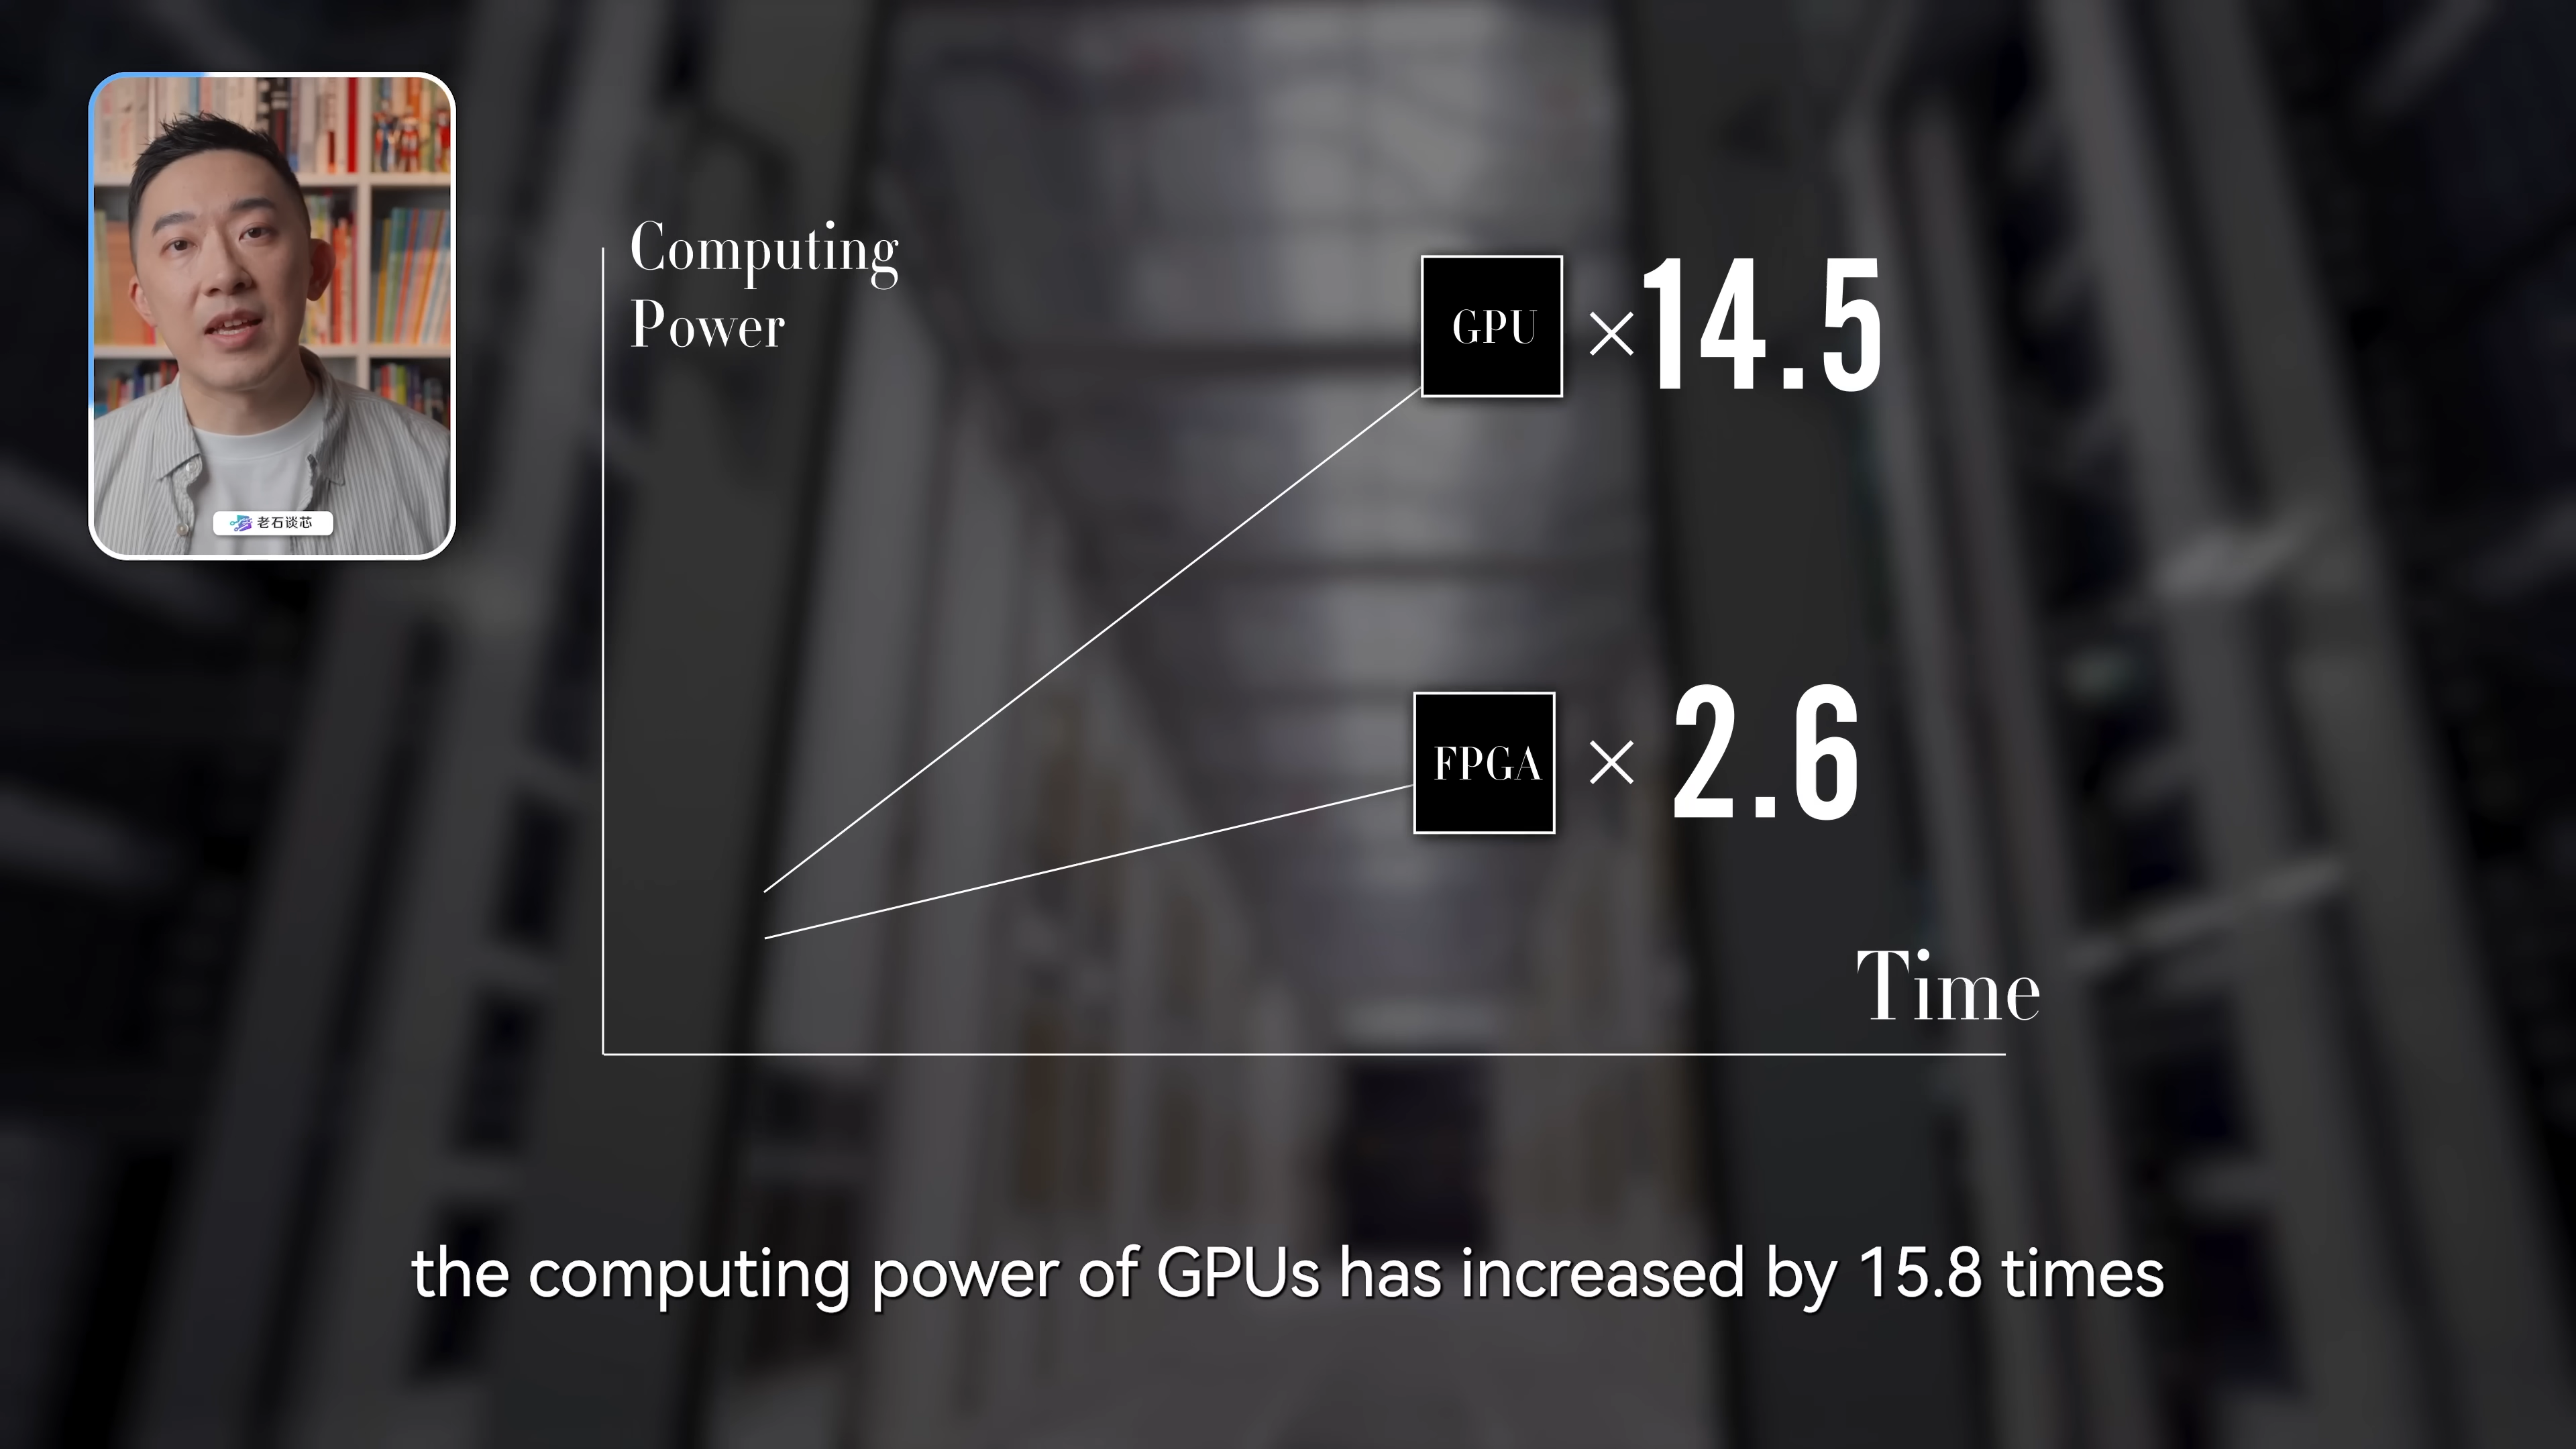 Computing
Power
GPU ×14.5
FPGA × 2.6
Time
老石谈芯
the computing power of GPUs has increased by 15.8 times